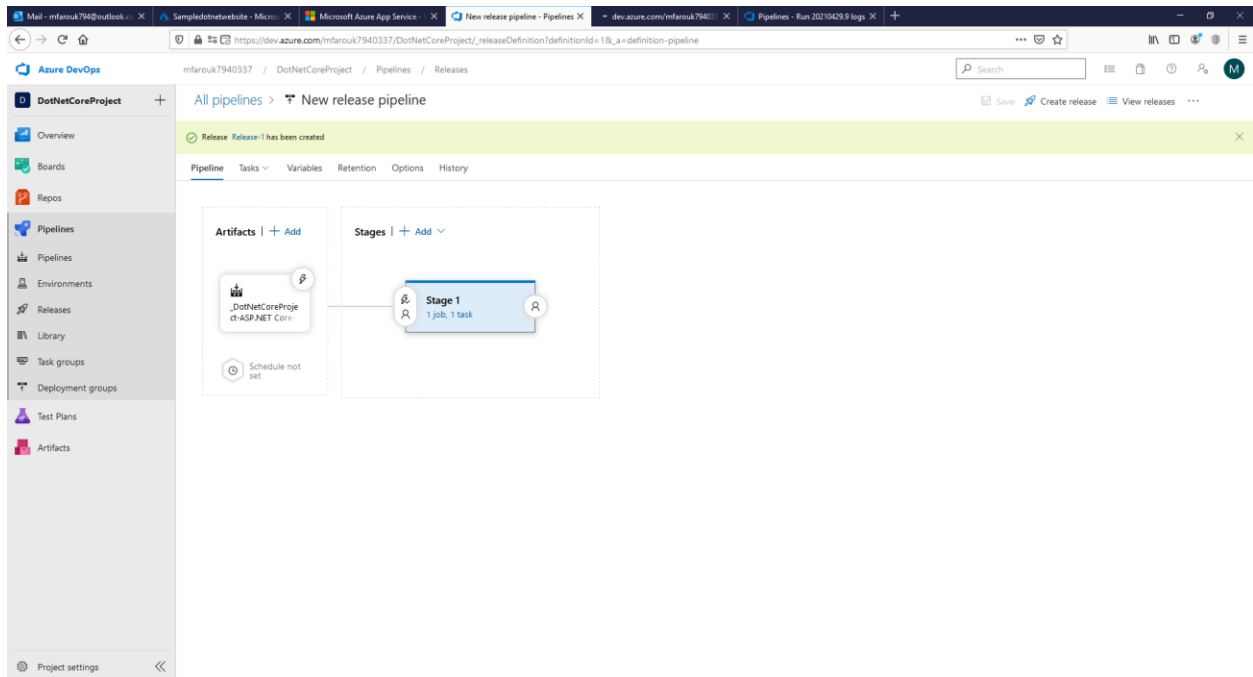 Mail - mfarouk794@outlook.c
Sampledotnetwebsite - Micro
Microsoft Azure App Service -
New release pipeline - Pipelines
dev.azure.com/mfarouk79403
Pipelines - Run 20210429.9 logs
https://dev.azure.com/mfarouk7940337/DotNetCoreProject/_releaseDefinition?definitionId=1&_a=definition-pipeline
Azure DevOps
mfarouk7940337 / DotNetCoreProject / Pipelines / Releases
Search
M
D DotNetCoreProject
All pipelines > New release pipeline
Save Create release View releases ...
Overview
Release Release-1 has been created
Boards
Pipeline Tasks Variables Retention Options History
Repos
Pipelines
Artifacts | + Add
Stages | + Add
Pipelines
Environments
Releases
Library
Task groups
Deployment groups
Test Plans
Artifacts
_DotNetCoreProje
ct-ASP.NET Core-
Stage 1
1 job, 1 task
Schedule not
set
Project settings